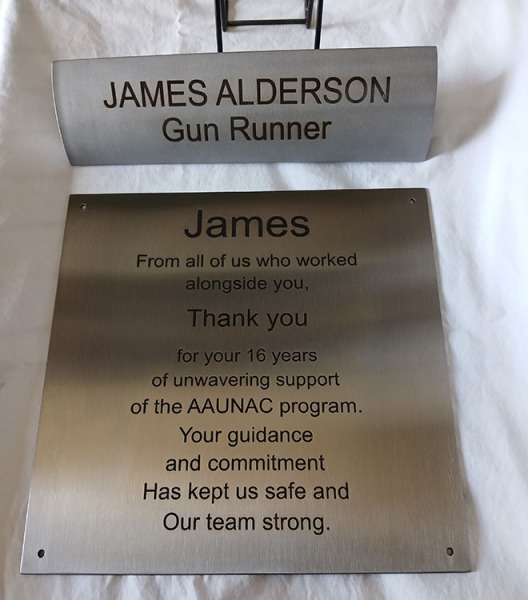 JAMES ALDERSON
Gun Runner
James
From all of us who worked
alongside you,
Thank you
for your 16 years
of unwavering support
of the AAUNAC program.
Your guidance
and commitment
Has kept us safe and
Our team strong.